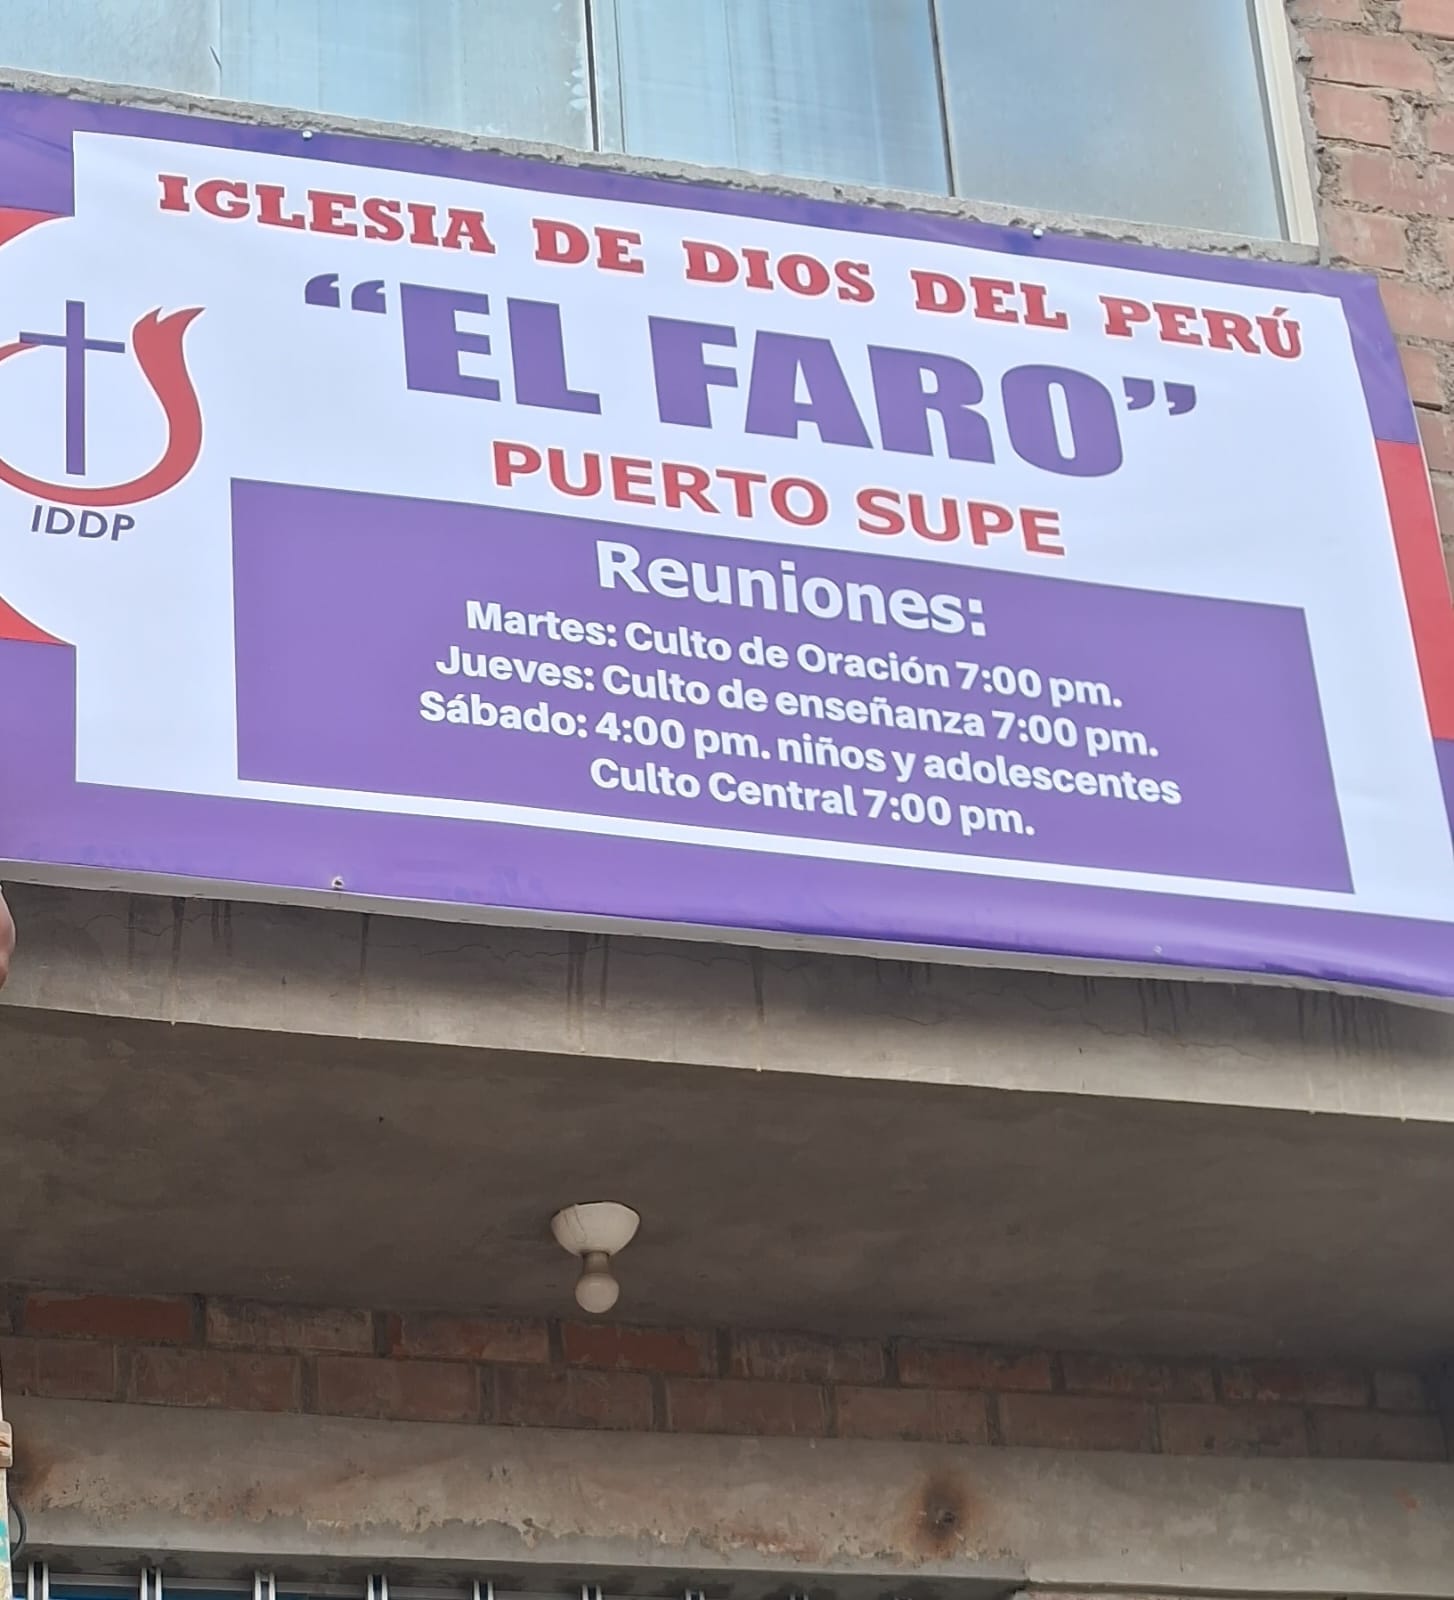 IGLESIA DE DIOS DEL PERÚ
“EL FARO”
PUERTO SUPE
IDDP
Reuniones:
Martes: Culto de Oración 7:00 pm.
Jueves: Culto de enseñanza 7:00 pm.
Sábado: 4:00 pm. niños y adolescentes
Culto Central 7:00 pm.